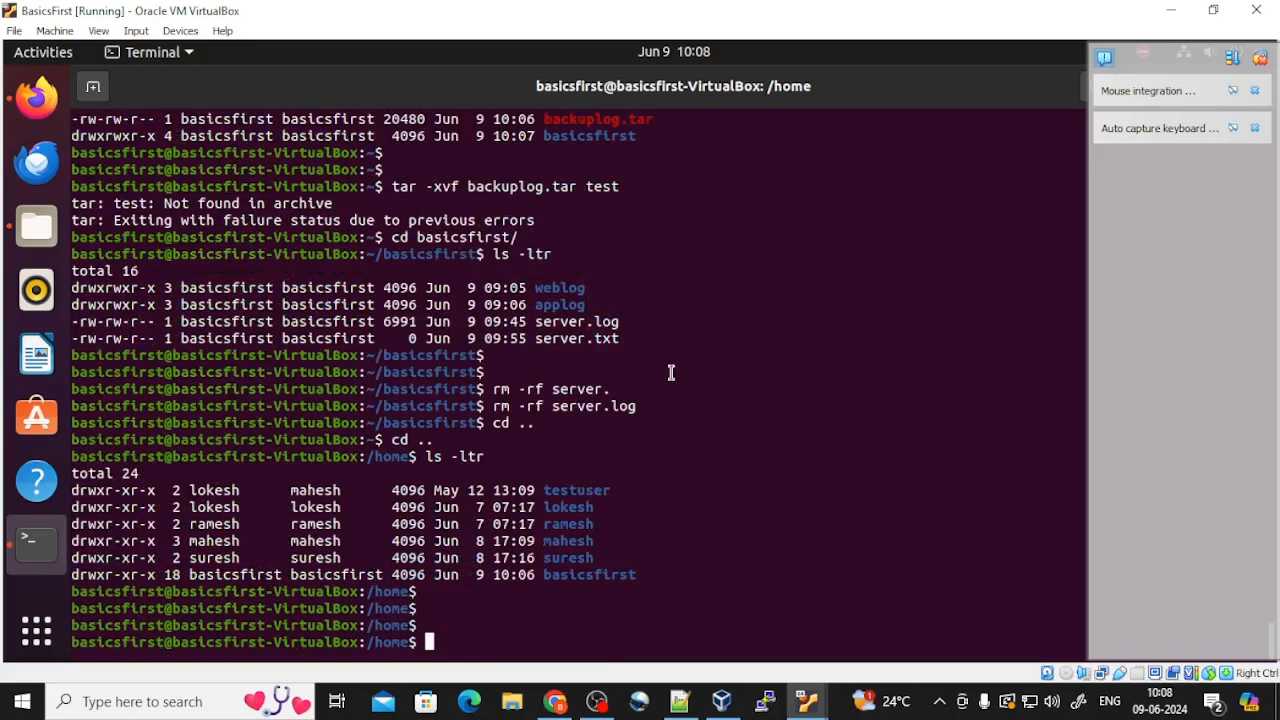 BasicsFirst [Running] - Oracle VM VirtualBox
File Machine View Input Devices Help
Activities Terminal Jun 9 10:08
basicsfirst@basicsfirst-VirtualBox: /home
Mouse integration ...
Auto capture keyboard ...
-rw-rw-r-- 1 basicsfirst basicsfirst 20480 Jun 9 10:06 backuplog.tar
drwxrwxr-x 4 basicsfirst basicsfirst 4096 Jun 9 10:07 basicsfirst
basicsfirst@basicsfirst-VirtualBox:~$
basicsfirst@basicsfirst-VirtualBox:~$
basicsfirst@basicsfirst-VirtualBox:~$ tar -xvf backuplog.tar test
tar: test: Not found in archive
tar: Exiting with failure status due to previous errors
basicsfirst@basicsfirst-VirtualBox:~$ cd basicsfirst/
basicsfirst@basicsfirst-VirtualBox:~/basicsfirst$ ls -ltr
total 16
drwxrwxr-x 3 basicsfirst basicsfirst 4096 Jun 9 09:05 weblog
drwxrwxr-x 3 basicsfirst basicsfirst 4096 Jun 9 09:06 applog
-rw-rw-r-- 1 basicsfirst basicsfirst 6991 Jun 9 09:45 server.log
-rw-rw-r-- 1 basicsfirst basicsfirst 0 Jun 9 09:55 server.txt
basicsfirst@basicsfirst-VirtualBox:~/basicsfirst$
basicsfirst@basicsfirst-VirtualBox:~/basicsfirst$
basicsfirst@basicsfirst-VirtualBox:~/basicsfirst$ rm -rf server.
basicsfirst@basicsfirst-VirtualBox:~/basicsfirst$ rm -rf server.log
basicsfirst@basicsfirst-VirtualBox:~/basicsfirst$ cd ..
basicsfirst@basicsfirst-VirtualBox:~$ cd ..
basicsfirst@basicsfirst-VirtualBox:/home$ ls -ltr
total 24
drwxr-xr-x 2 lokesh mahesh 4096 May 12 13:09 testuser
drwxr-xr-x 2 lokesh lokesh 4096 Jun 7 07:17 lokesh
drwxr-xr-x 2 ramesh ramesh 4096 Jun 7 07:17 ramesh
drwxr-xr-x 3 mahesh mahesh 4096 Jun 8 17:09 mahesh
drwxr-xr-x 2 suresh suresh 4096 Jun 8 17:16 suresh
drwxr-xr-x 18 basicsfirst basicsfirst 4096 Jun 9 10:06 basicsfirst
basicsfirst@basicsfirst-VirtualBox:/home$
basicsfirst@basicsfirst-VirtualBox:/home$
basicsfirst@basicsfirst-VirtualBox:/home$
basicsfirst@basicsfirst-VirtualBox:/home$
Right Ctrl
Type here to search
24°C
ENG
10:08
09-06-2024